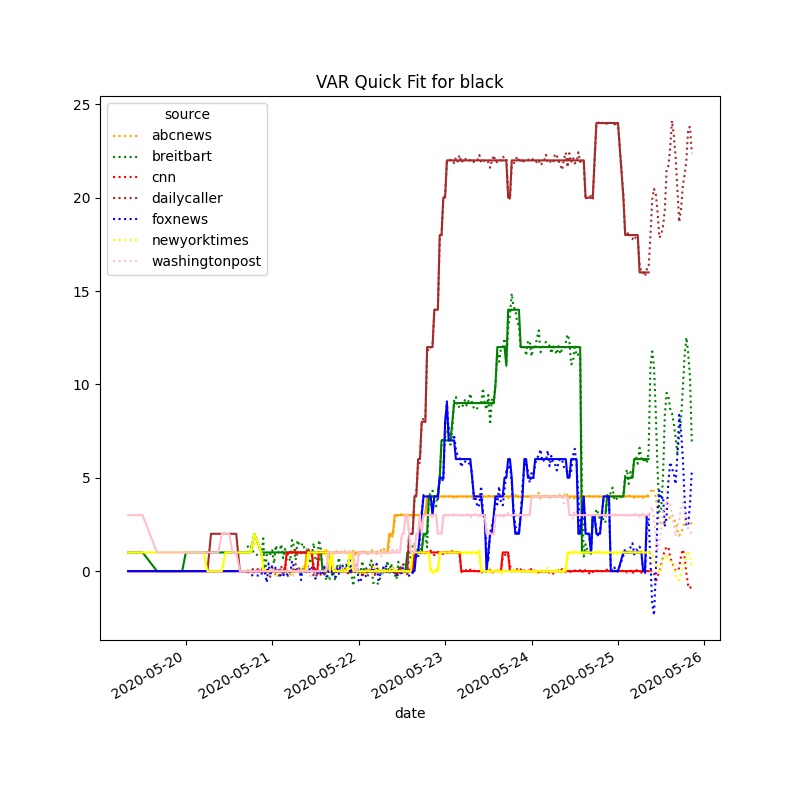 VAR Quick Fit for black
source
abcnews
breitbart
cnn
dailycaller
foxnews
newyorktimes
washingtonpost
25
20
15
10
5
0
2020-05-20
2020-05-21
2020-05-22
2020-05-23
2020-05-24
2020-05-25
2020-05-26
date